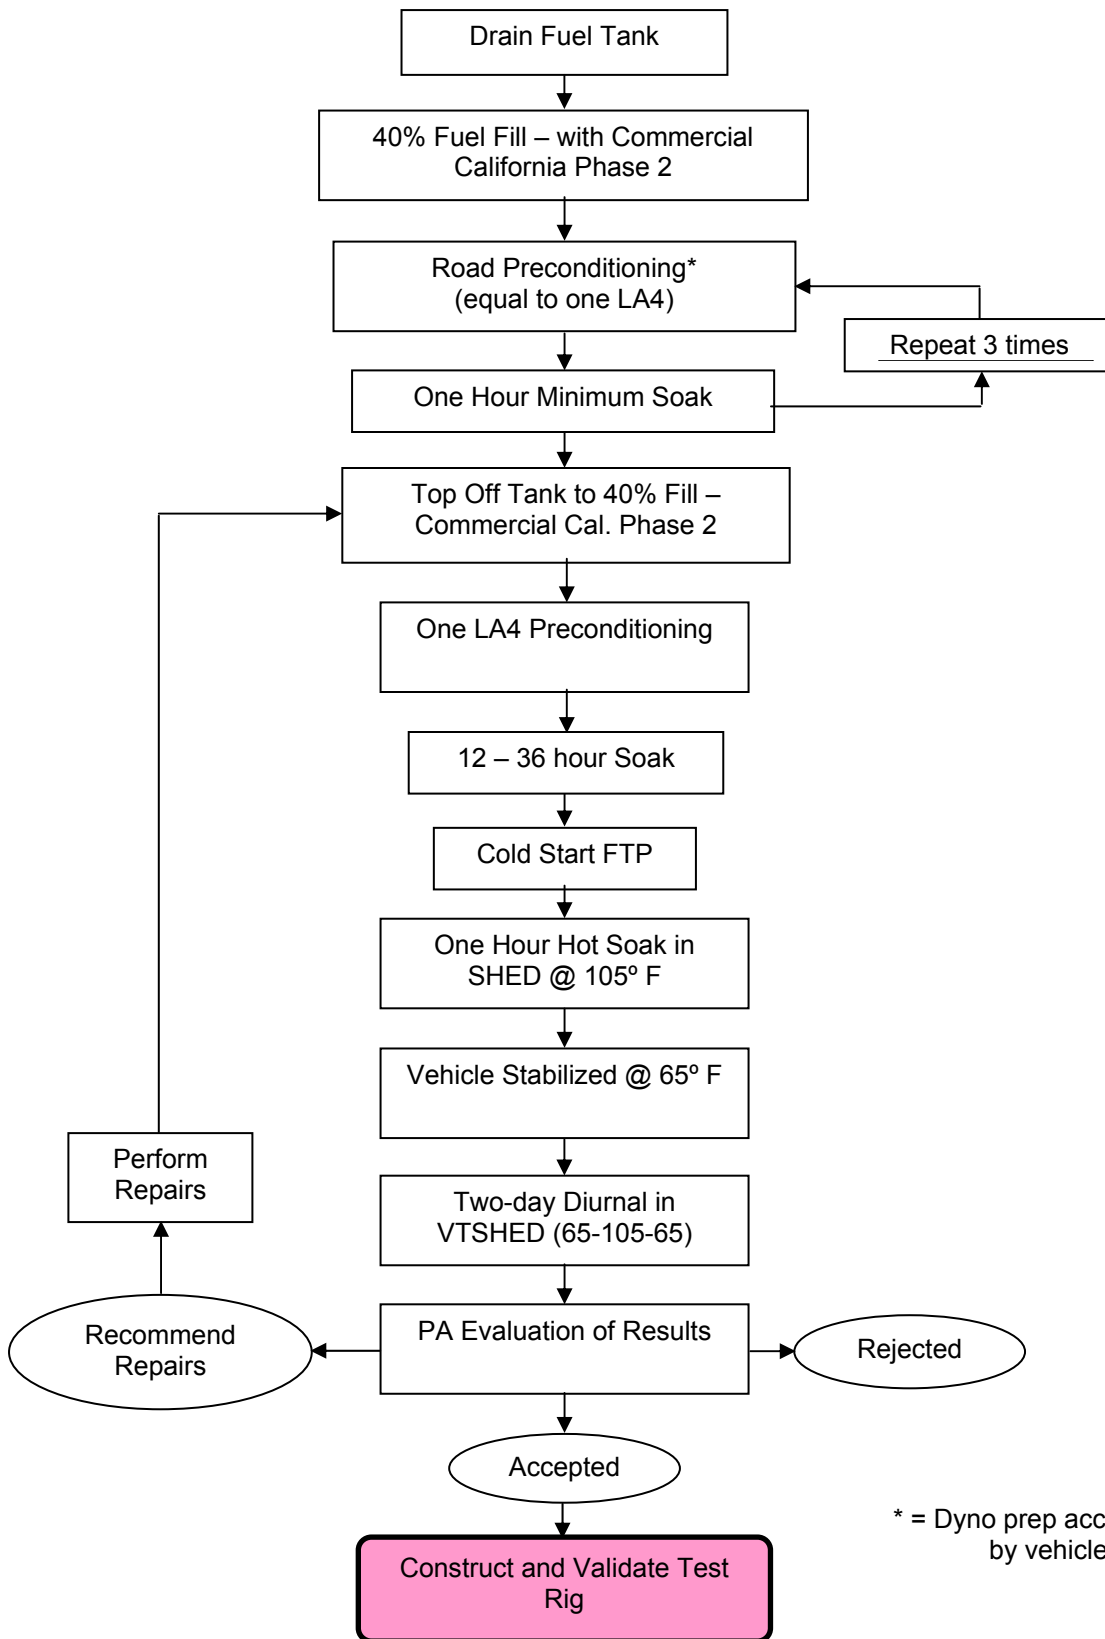 Drain Fuel Tank
40% Fuel Fill – with Commercial
California Phase 2
Road Preconditioning*
(equal to one LA4)
Repeat 3 times
One Hour Minimum Soak
Top Off Tank to 40% Fill –
Commercial Cal. Phase 2
One LA4 Preconditioning
12 – 36 hour Soak
Cold Start FTP
One Hour Hot Soak in
SHED @ 105º F
Vehicle Stabilized @ 65º F
Perform
Repairs
Two-day Diurnal in
VTSHED (65-105-65)
Recommend
Repairs
PA Evaluation of Results
Rejected
Accepted
* = Dyno prep acc
by vehicle
Construct and Validate Test
Rig